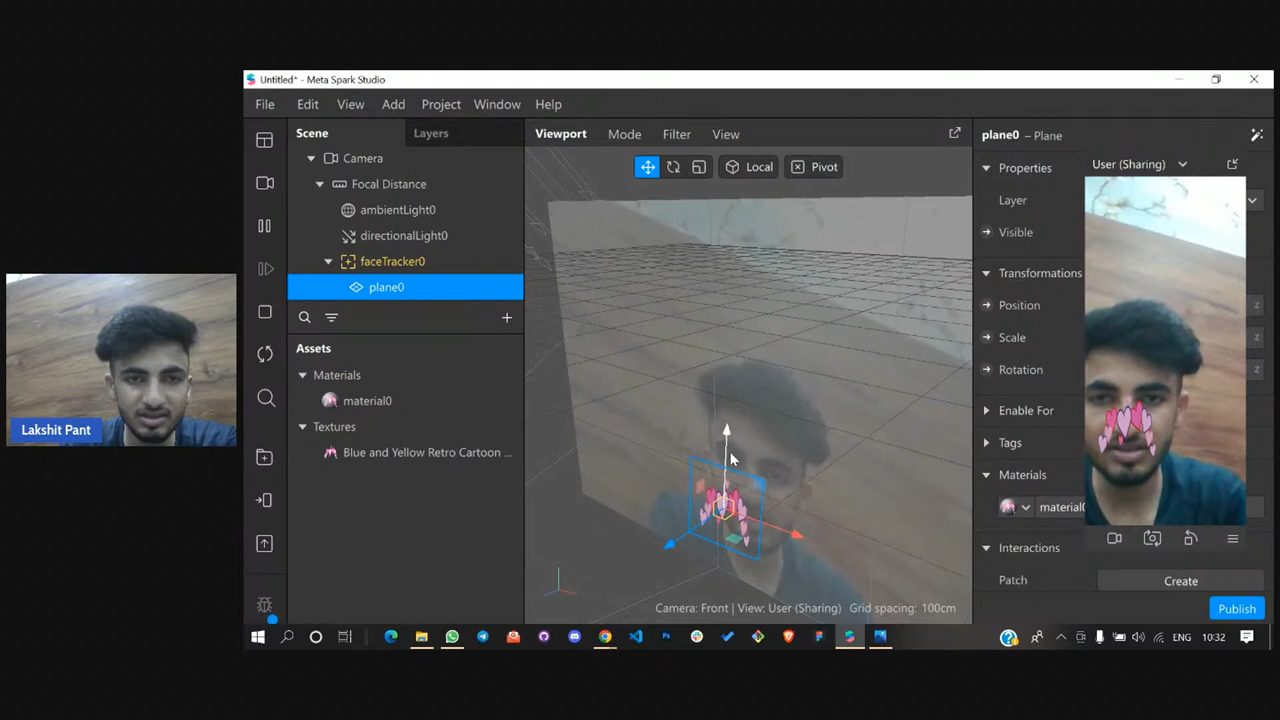 Untitled* - Meta Spark Studio
File Edit View Add Project Window Help
Scene Layers
Camera
Focal Distance
ambientLight0
directionalLight0
faceTracker0
plane0
Assets
Materials
material0
Textures
Blue and Yellow Retro Cartoon ...
Viewport Mode Filter View
Local Pivot
Camera: Front | View: User (Sharing) Grid spacing: 100cm
plane0 – Plane
Properties
User (Sharing)
Layer
Visible
Transformations
Position Z
Scale Z
Rotation Z
Enable For
Tags
Materials
material0
Interactions
Patch Create
Publish
Lakshit Pant
ENG 10:32